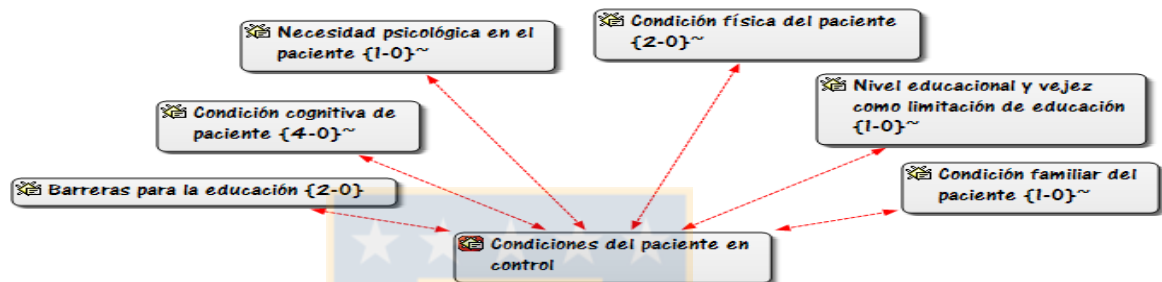 Necesidad psicológica en el
paciente {1-0}~
Condición física del paciente
{2-0}~
Condición cognitiva de
paciente {4-0}~
Nivel educacional y vejez
como limitación de educación
{1-0}~
Barreras para la educación {2-0}
Condición familiar del
paciente {1-0}~
Condiciones del paciente en
control